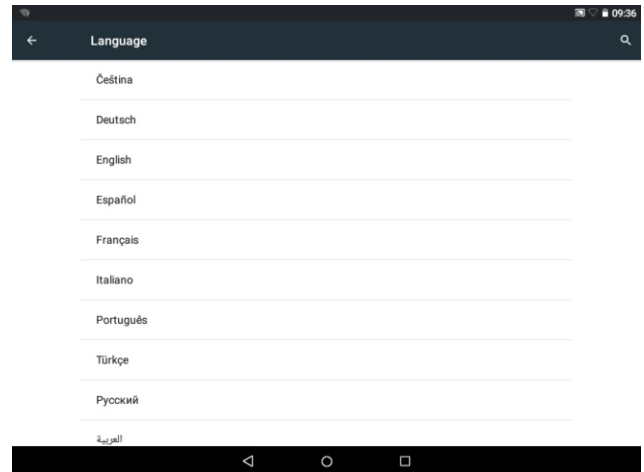 09:36
Language
Čeština
Deutsch
English
Español
Français
Italiano
Português
Türkçe
Русский
العربية